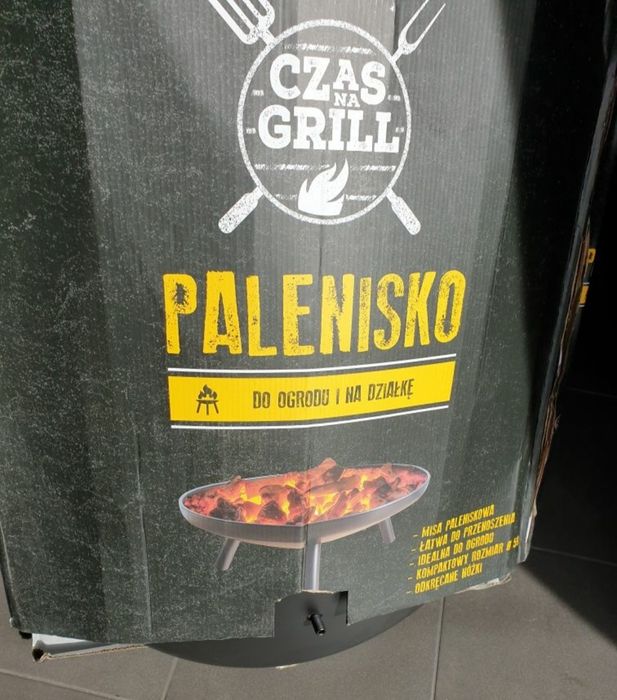 CZAS
NA
GRILL
PALENISKO
DO OGRODU I NA DZIAŁKĘ
- MISA PALENISKOWA
- ŁATWA DO PRZENOSZENIA
- IDEALNA DO OGRODU
- KOMPAKTOWY ROZMIAR Ø
- ODKRĘCANE NÓŻKI